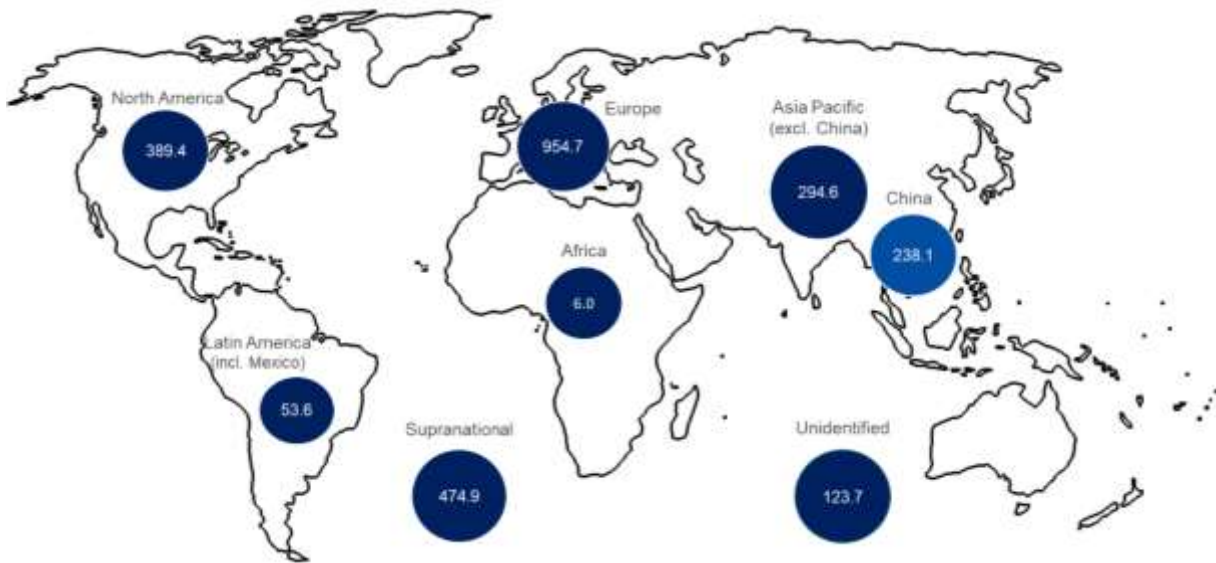 North America
389.4
Europe
954.7
Asia Pacific
(excl. China)
294.6
China
238.1
Africa
6.0
Latin America
(incl. Mexico)
53.6
Supranational
474.9
Unidentified
123.7